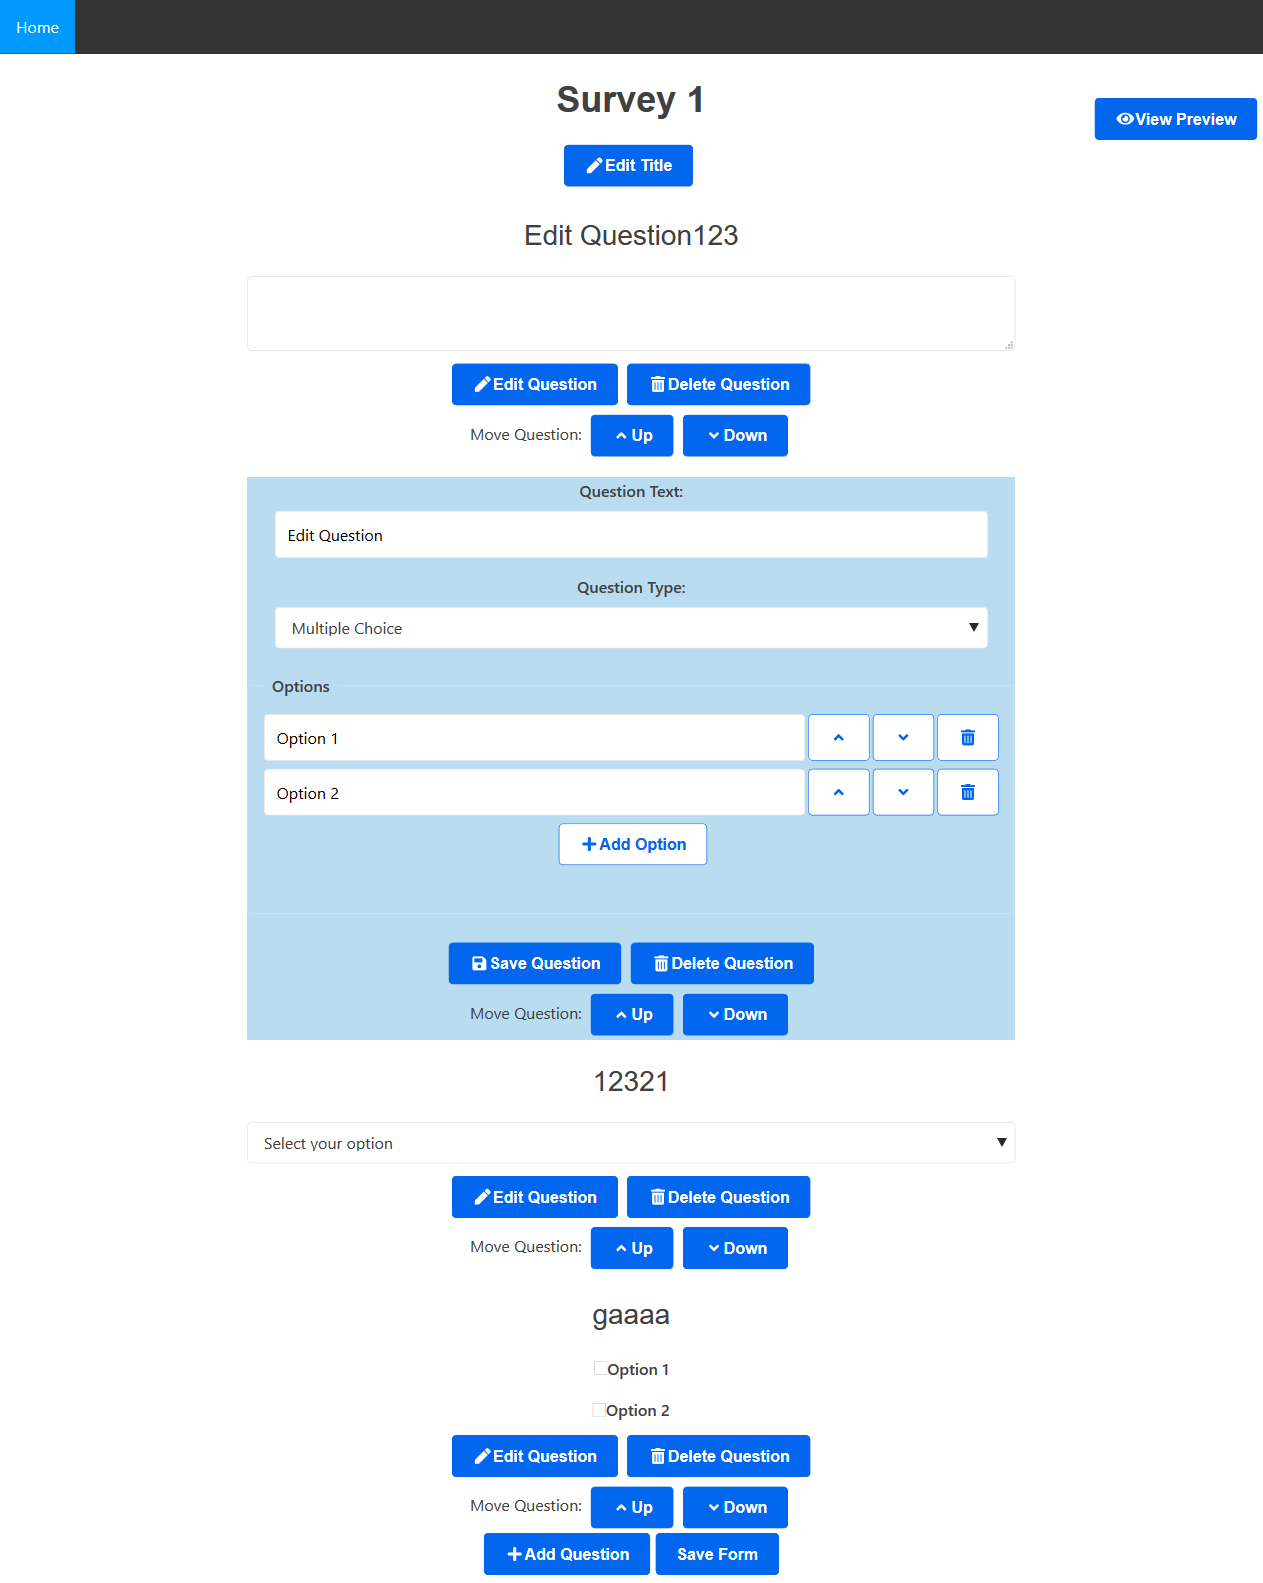 Home
Survey 1
View Preview
Edit Title
Edit Question123
Edit Question Delete Question
Move Question: Up Down
Question Text:
Edit Question
Question Type:
Multiple Choice
Options
Option 1
Option 2
Add Option
Save Question Delete Question
Move Question: Up Down
12321
Select your option
Edit Question Delete Question
Move Question: Up Down
gaaaa
Option 1
Option 2
Edit Question Delete Question
Move Question: Up Down
Add Question Save Form